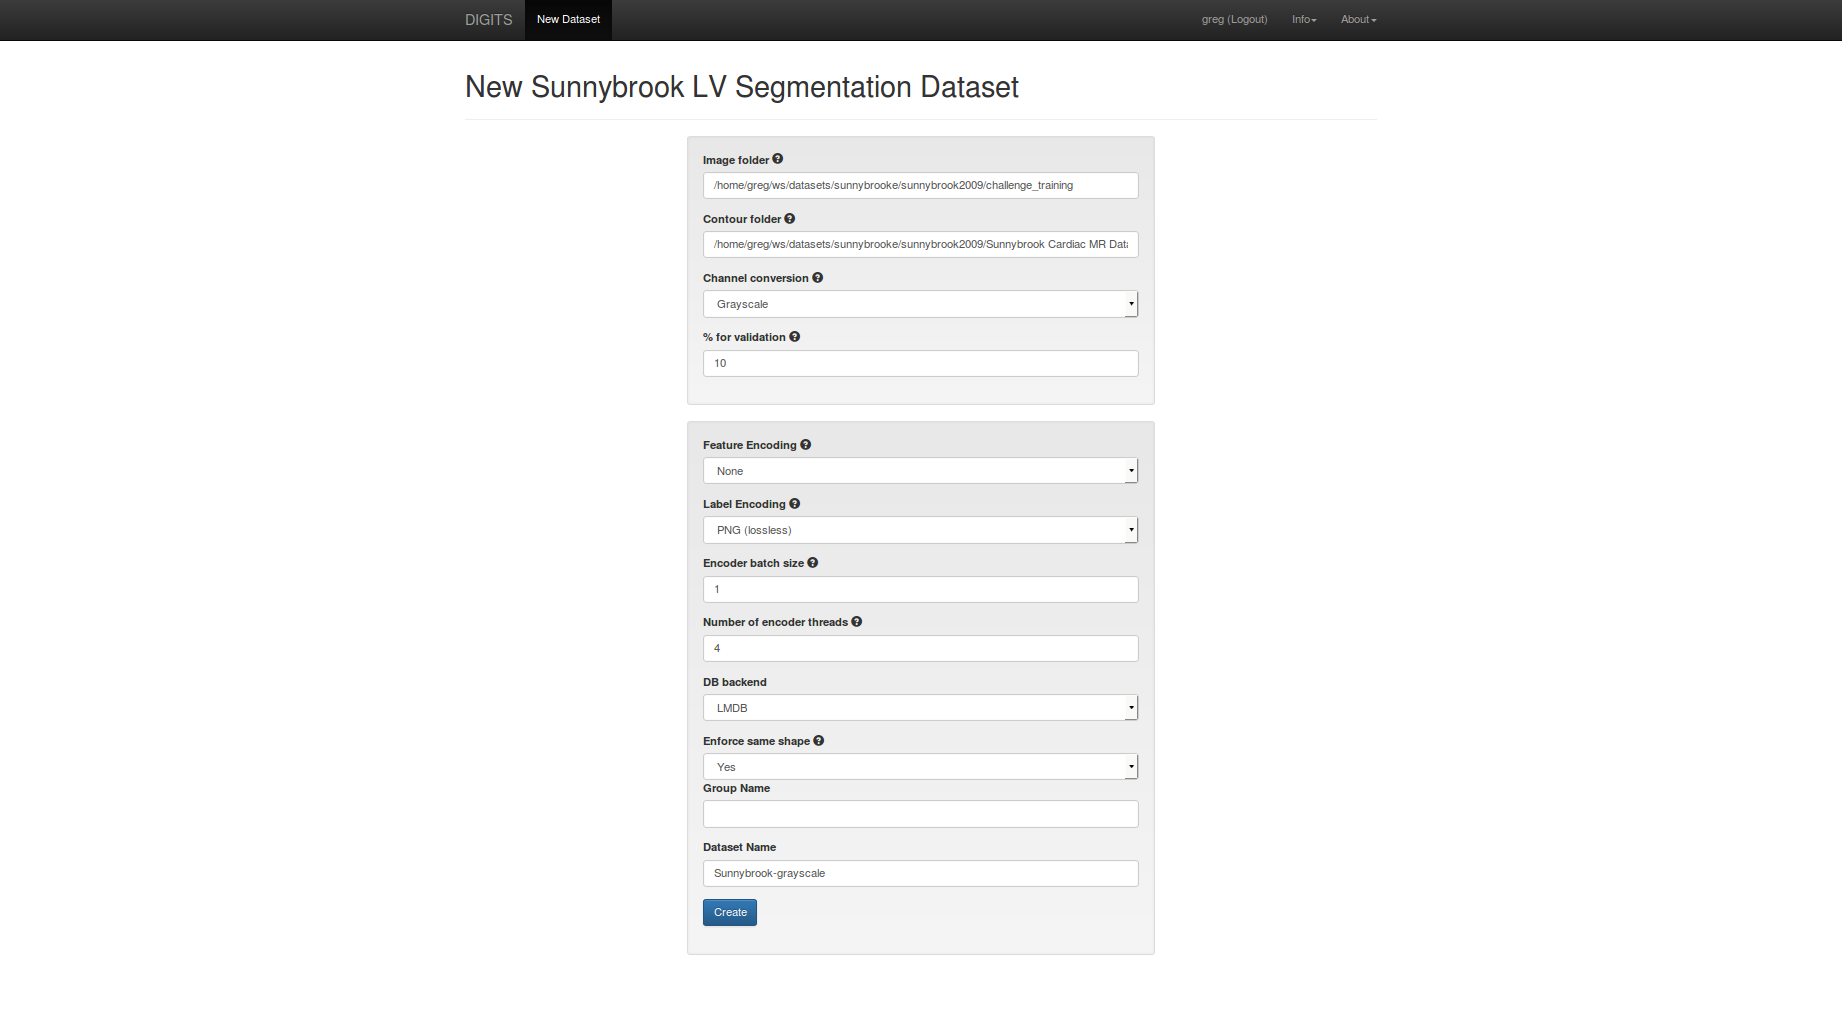 DIGITS New Dataset greg (Logout) Info About
New Sunnybrook LV Segmentation Dataset
Image folder
/home/greg/ws/datasets/sunnybrooke/sunnybrook2009/challenge_training
Contour folder
/home/greg/ws/datasets/sunnybrooke/sunnybrook2009/Sunnybrook Cardiac MR Data
Channel conversion
Grayscale
% for validation
10
Feature Encoding
None
Label Encoding
PNG (lossless)
Encoder batch size
1
Number of encoder threads
4
DB backend
LMDB
Enforce same shape
Yes
Group Name
Dataset Name
Sunnybrook-grayscale
Create